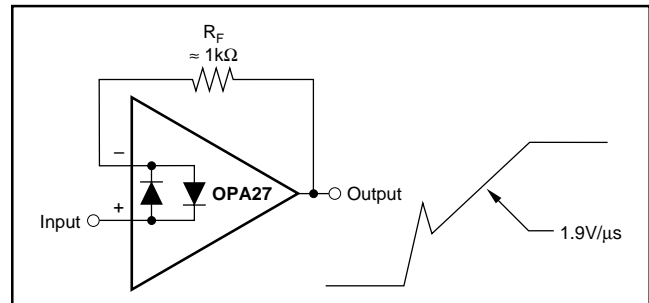 R_F
≈ 1kΩ
–
OPA27
Output
+
Input
1.9V/µs